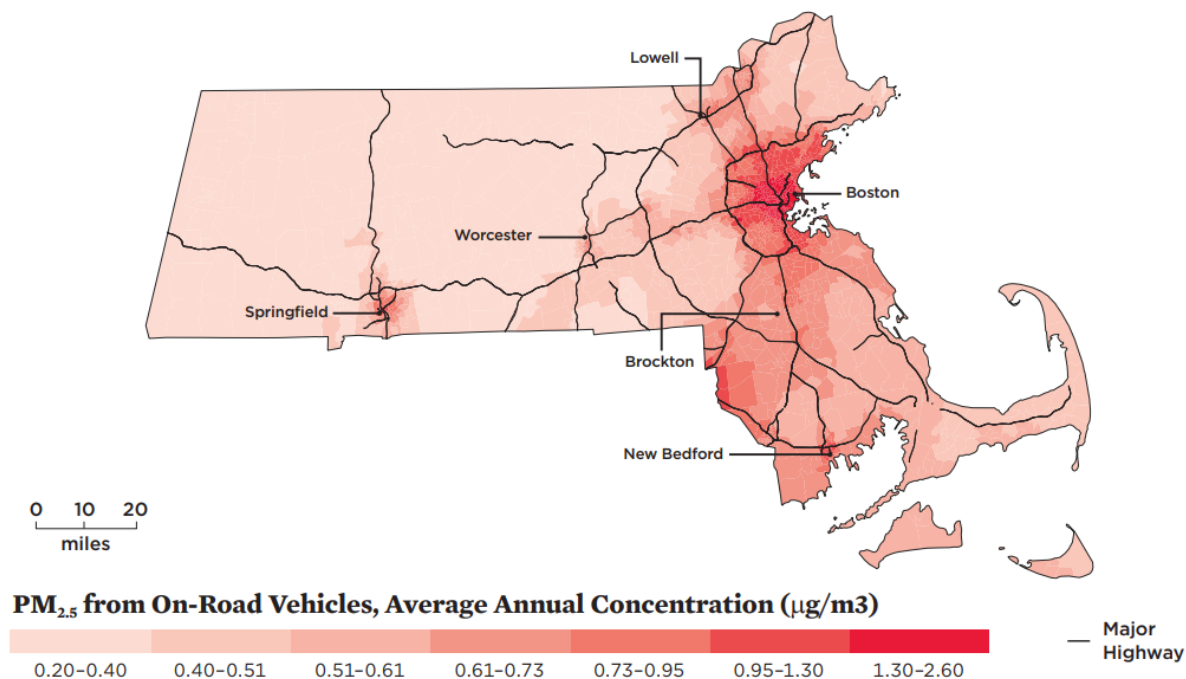 Lowell
Boston
Worcester
Springfield
Brockton
New Bedford
0 10 20
miles
PM2.5 from On-Road Vehicles, Average Annual Concentration (μg/m3)
0.20–0.40 0.40–0.51 0.51–0.61 0.61–0.73 0.73–0.95 0.95–1.30 1.30–2.60
Major
Highway